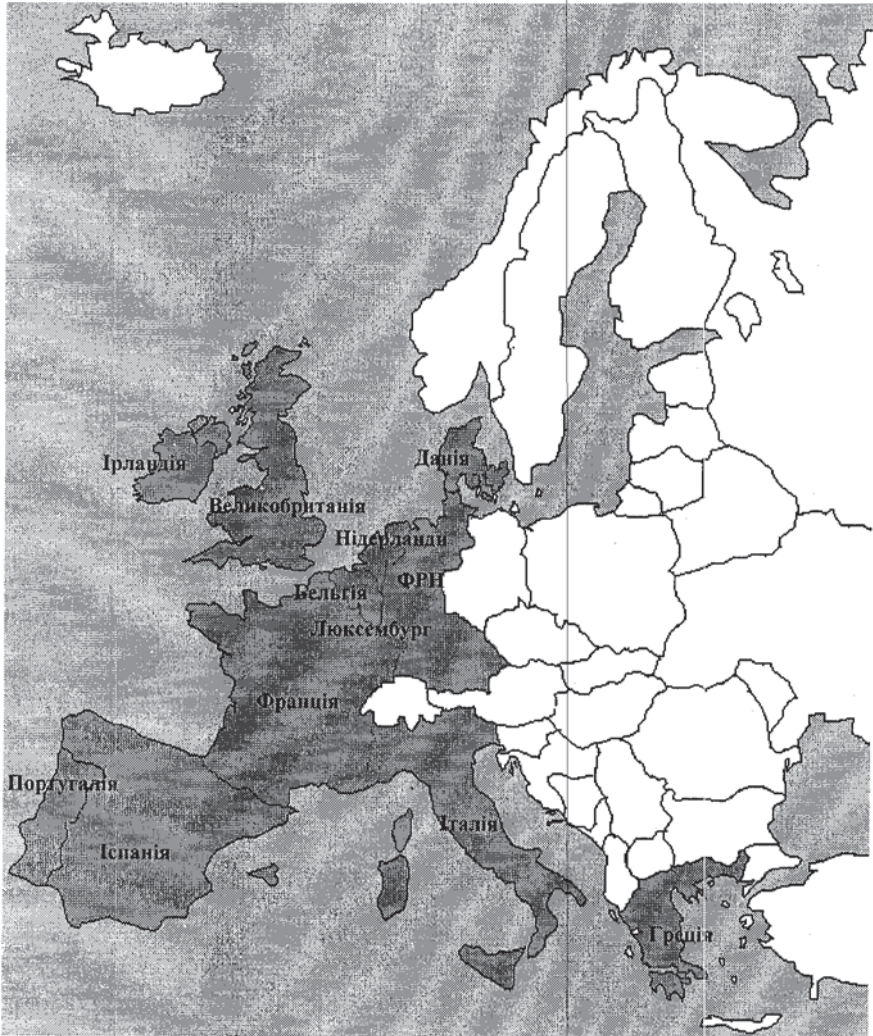 Ірландія
Данія
Великобританія
Нідерланди
ФРН
Бельгія
Люксембург
Франція
Португалія
Італія
Іспанія
Греція